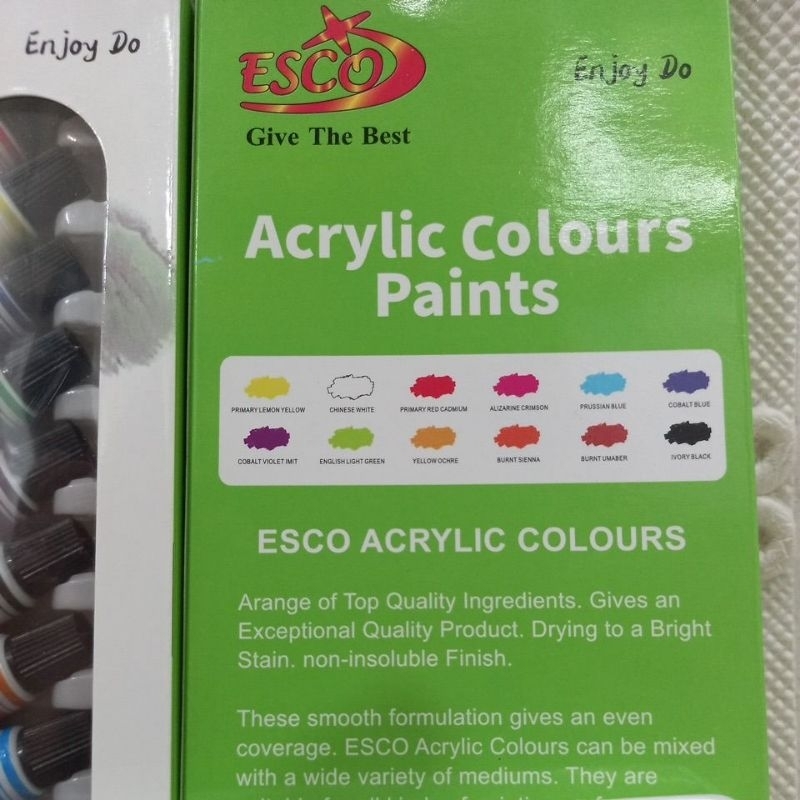 Enjoy Do
ESCO
Give The Best
Enjoy Do
Acrylic Colours
Paints
PRIMARY LEMON YELLOW CHINESE WHITE PRIMARY RED CADMIUM ALIZARINE CRIMSON PRUSSIAN BLUE COBALT BLUE
COBALT VIOLET IMIT ENGLISH LIGHT GREEN YELLOW OCHRE BURNT SIENNA BURNT UMABER IVORY BLACK
ESCO ACRYLIC COLOURS
Arange of Top Quality Ingredients. Gives an
Exceptional Quality Product. Drying to a Bright
Stain. non-insoluble Finish.
These smooth formulation gives an even
coverage. ESCO Acrylic Colours can be mixed
with a wide variety of mediums. They are